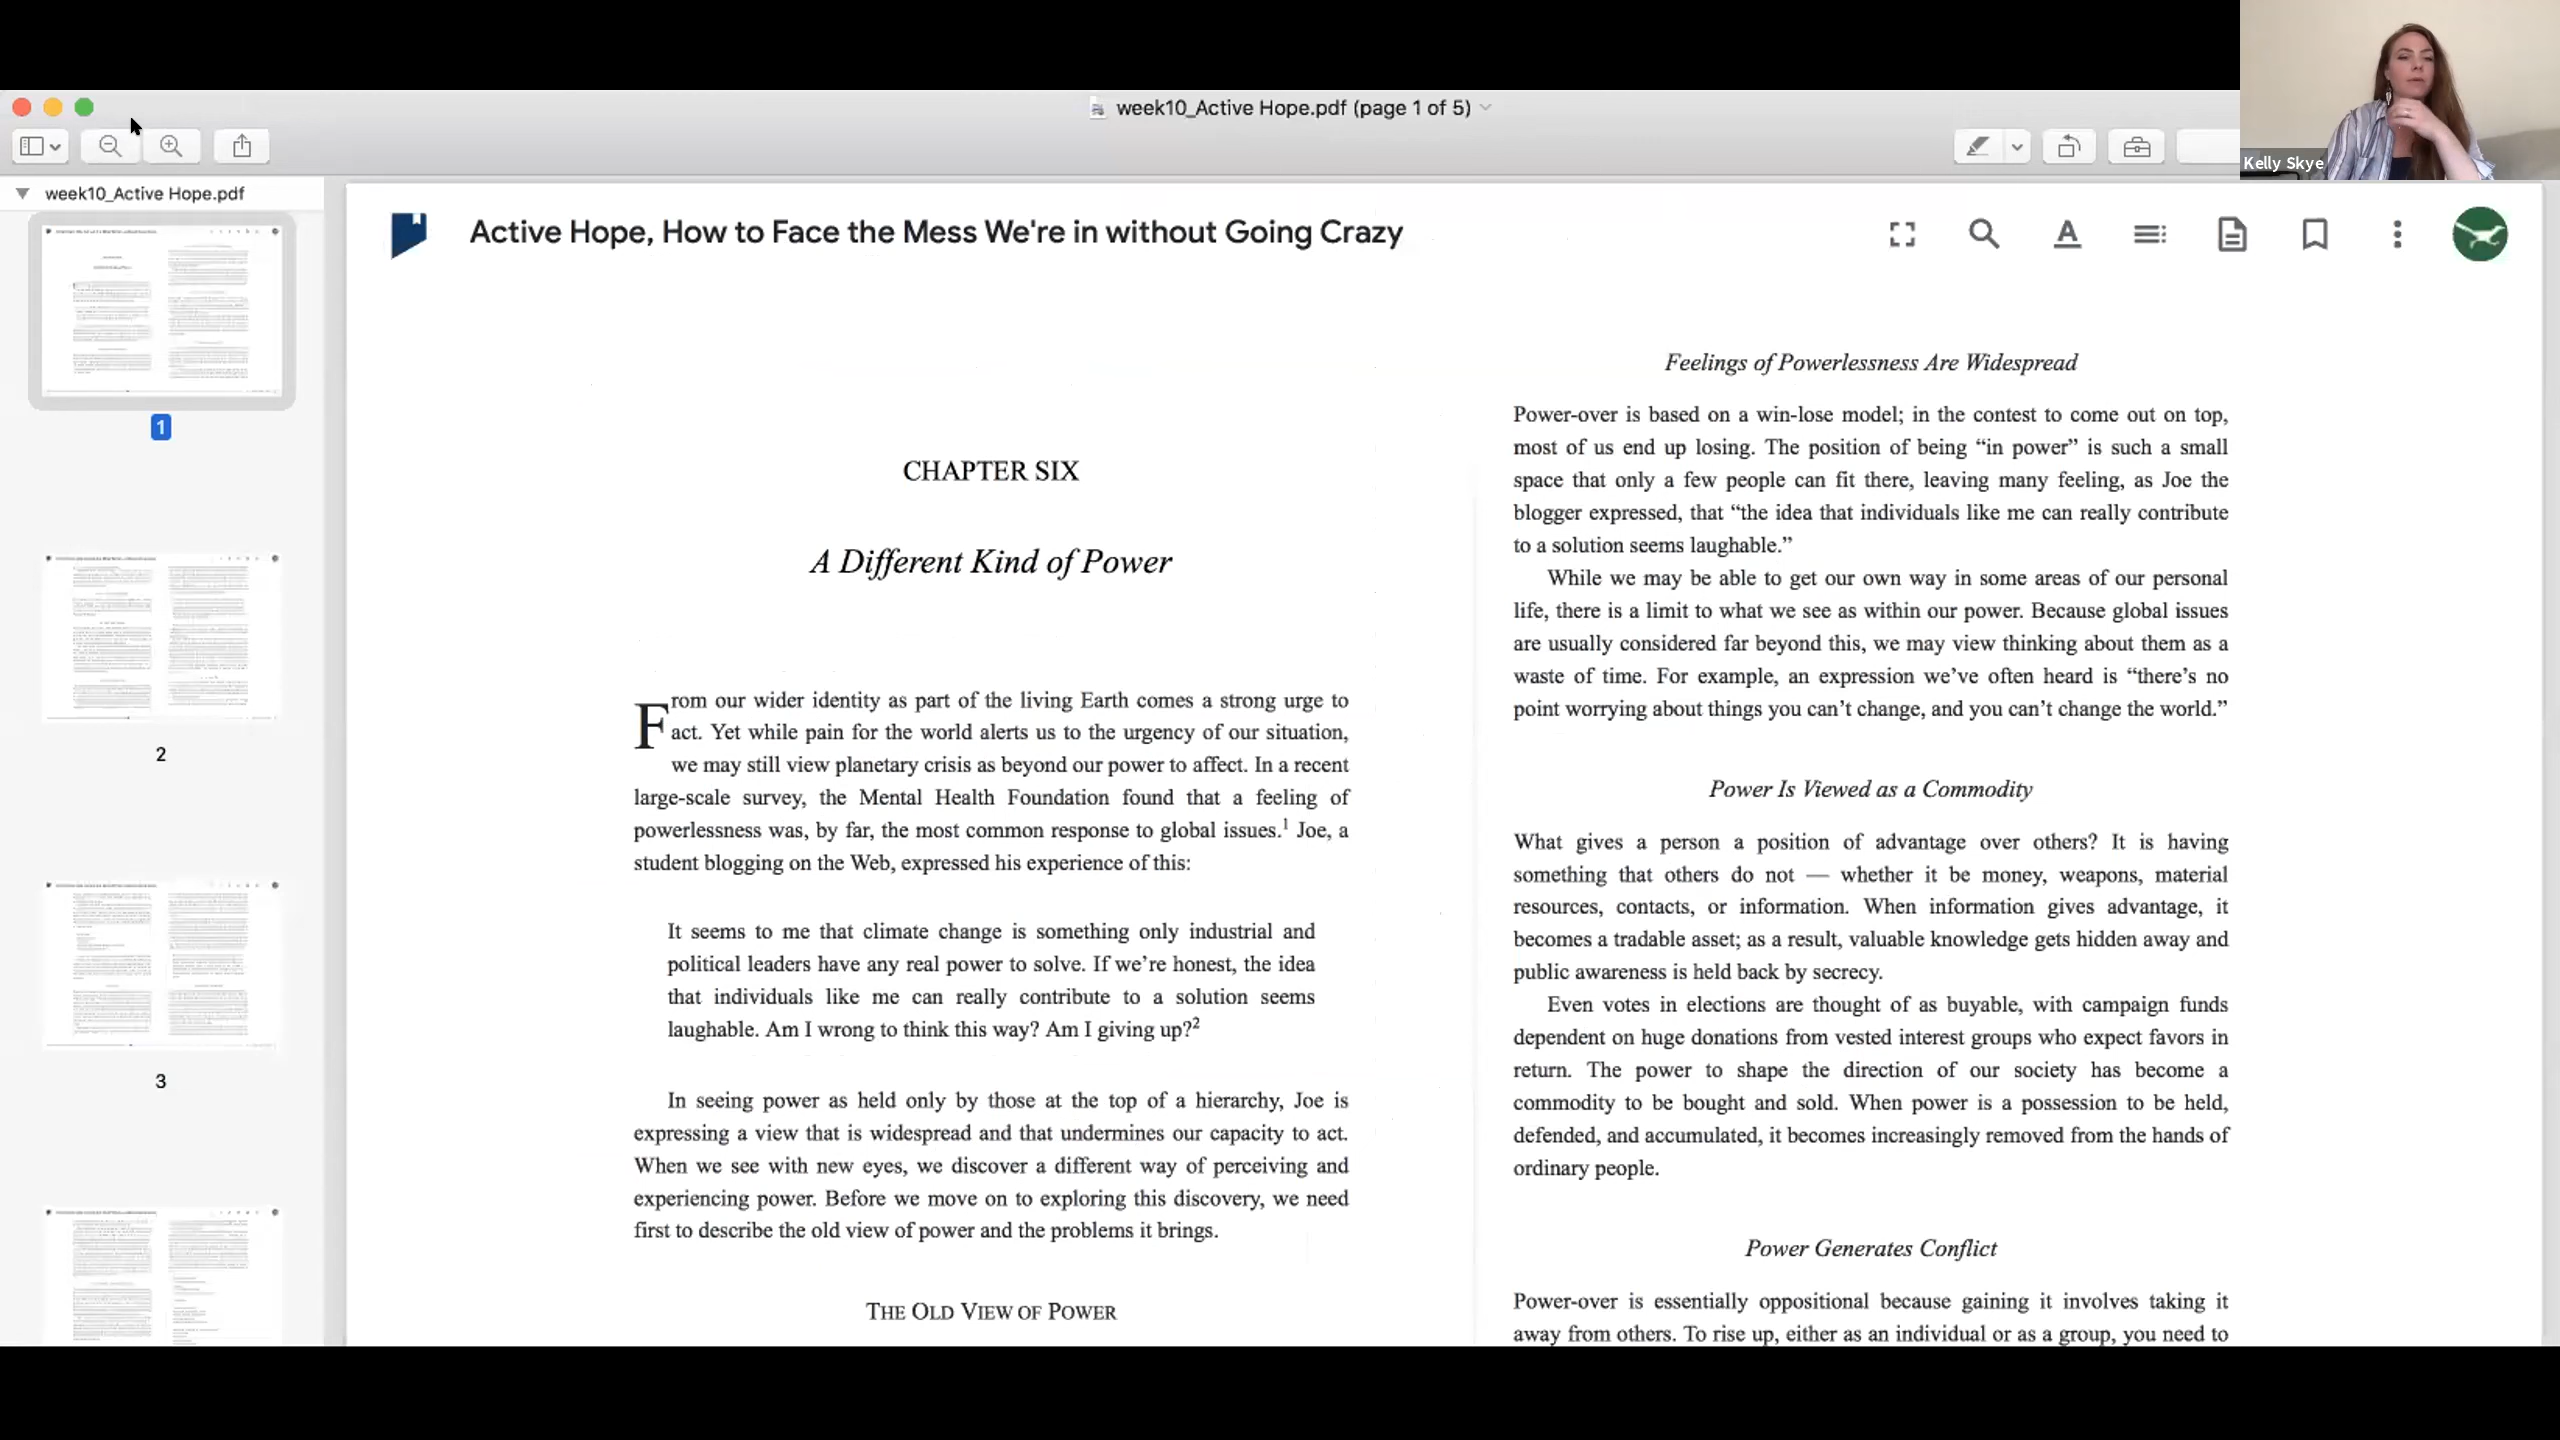 week10_Active Hope.pdf (page 1 of 5)
Kelly Skye
week10_Active Hope.pdf
1
2
3
Active Hope, How to Face the Mess We're in without Going Crazy
CHAPTER SIX
A Different Kind of Power
From our wider identity as part of the living Earth comes a strong urge to
act. Yet while pain for the world alerts us to the urgency of our situation,
we may still view planetary crisis as beyond our power to affect. In a recent
large-scale survey, the Mental Health Foundation found that a feeling of
powerlessness was, by far, the most common response to global issues.1 Joe, a
student blogging on the Web, expressed his experience of this:
It seems to me that climate change is something only industrial and
political leaders have any real power to solve. If we’re honest, the idea
that individuals like me can really contribute to a solution seems
laughable. Am I wrong to think this way? Am I giving up?2
In seeing power as held only by those at the top of a hierarchy, Joe is
expressing a view that is widespread and that undermines our capacity to act.
When we see with new eyes, we discover a different way of perceiving and
experiencing power. Before we move on to exploring this discovery, we need
first to describe the old view of power and the problems it brings.
THE OLD VIEW OF POWER
Feelings of Powerlessness Are Widespread
Power-over is based on a win-lose model; in the contest to come out on top,
most of us end up losing. The position of being “in power” is such a small
space that only a few people can fit there, leaving many feeling, as Joe the
blogger expressed, that “the idea that individuals like me can really contribute
to a solution seems laughable.”
While we may be able to get our own way in some areas of our personal
life, there is a limit to what we see as within our power. Because global issues
are usually considered far beyond this, we may view thinking about them as a
waste of time. For example, an expression we’ve often heard is “there’s no
point worrying about things you can’t change, and you can’t change the world.”
Power Is Viewed as a Commodity
What gives a person a position of advantage over others? It is having
something that others do not — whether it be money, weapons, material
resources, contacts, or information. When information gives advantage, it
becomes a tradable asset; as a result, valuable knowledge gets hidden away and
public awareness is held back by secrecy.
Even votes in elections are thought of as buyable, with campaign funds
dependent on huge donations from vested interest groups who expect favors in
return. The power to shape the direction of our society has become a
commodity to be bought and sold. When power is a possession to be held,
defended, and accumulated, it becomes increasingly removed from the hands of
ordinary people.
Power Generates Conflict
Power-over is essentially oppositional because gaining it involves taking it
away from others. To rise up, either as an individual or as a group, you need to